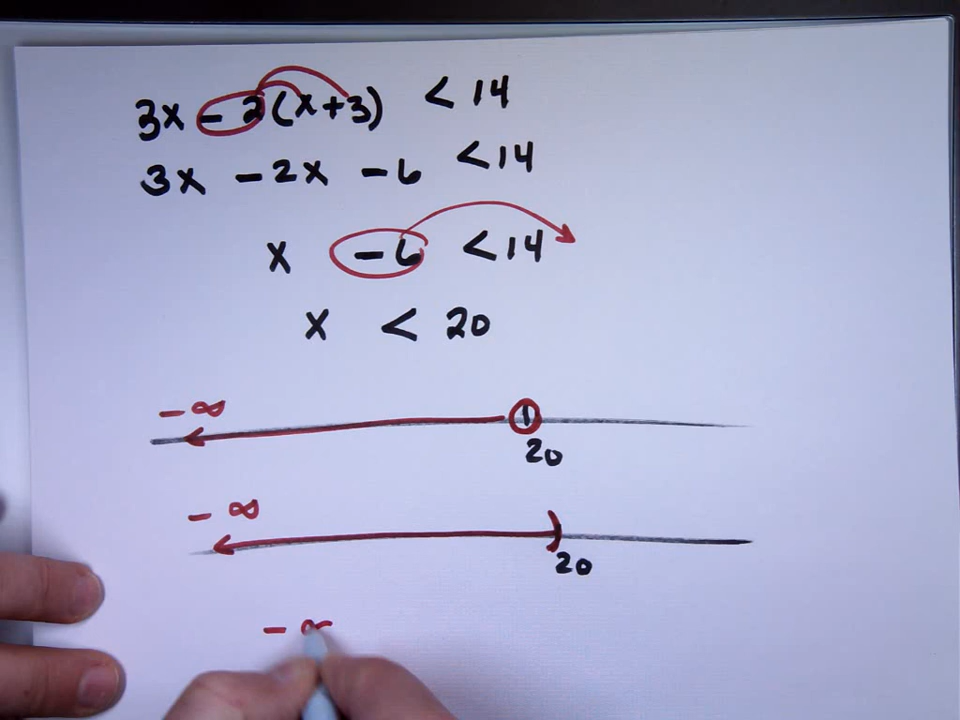 3x - 2(x+3) < 14
3x - 2x - 6 < 14
x - 6 < 14
x < 20
- ∞
20
- ∞
)
20
- ∞